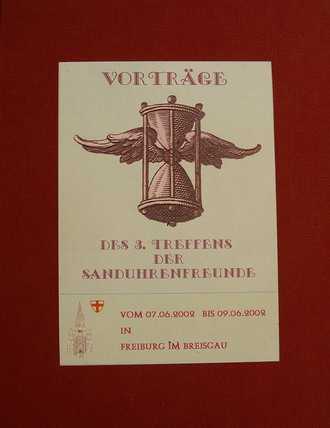 VORTRÄGE
DES 3. TREFFENS
DER
SANDUHRENFREUNDE
VOM 07.06.2002 BIS 09.06.2002
IN
FREIBURG IM BREISGAU